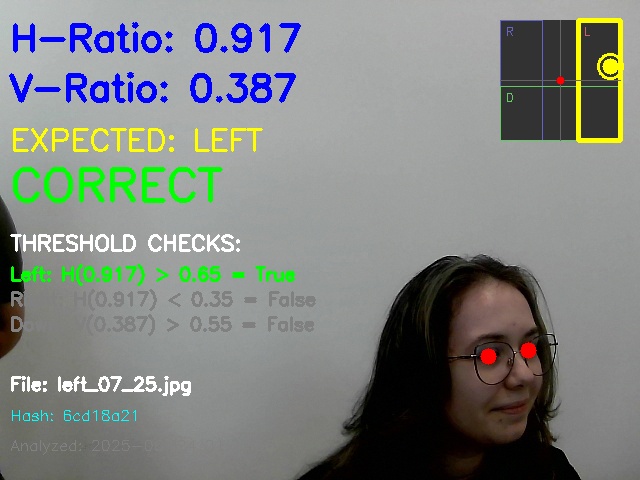 H-Ratio: 0.917
V-Ratio: 0.387
EXPECTED: LEFT
CORRECT
THRESHOLD CHECKS:
Left: H(0.917) > 0.65 = True
H(0.917) < 0.35 = False
(0.387) > 0.55 = False
File: left_07_25.jpg
Hash: 6cd18a21
Analyzed: 2025-
R
L
D